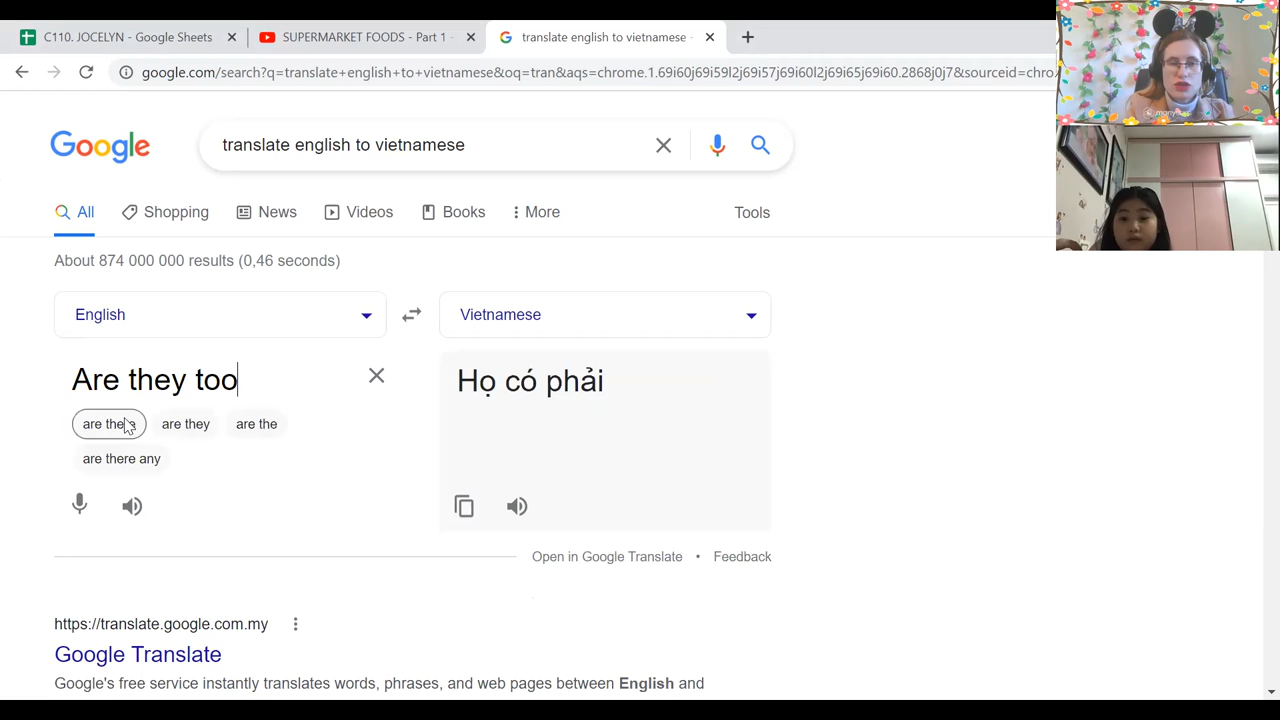 C110. JOCELYN - Google Sheets
SUPERMARKET FOODS - Part 1 -
translate english to vietnamese -
google.com/search?q=translate+english+to+vietnamese&oq=tran&aqs=chrome.1.69i60j69i59l2j69i57j69i60l2j69i65j69i60.2868j0j7&sourceid=chro
Google
translate english to vietnamese
All
Shopping
News
Videos
Books
More
Tools
About 874 000 000 results (0,46 seconds)
English
Vietnamese
Are they too
Họ có phải
are there
are they
are the
are there any
Open in Google Translate • Feedback
https://translate.google.com.my
Google Translate
Google's free service instantly translates words, phrases, and web pages between English and